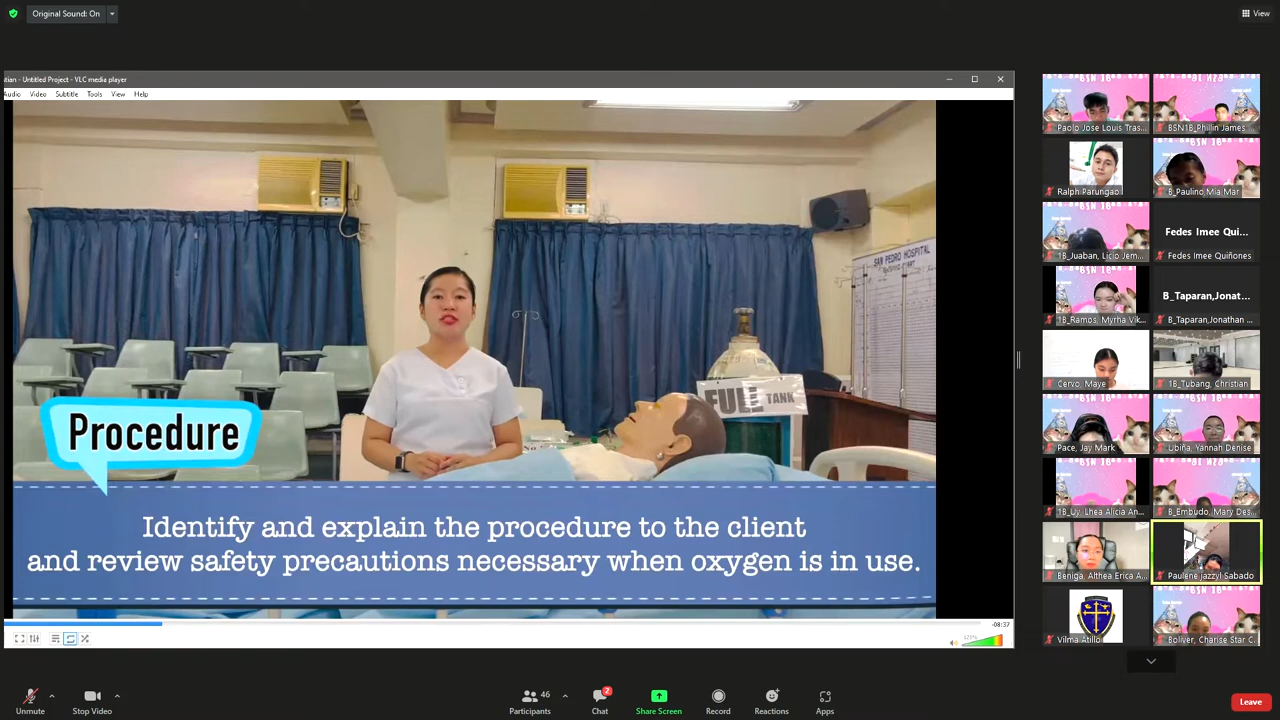 Original Sound: On
View
tian - Untitled Project - VLC media player
Audio Video Subtitle Tools View Help
SAN PEDRO HOSPITAL
FULL TANK
Procedure
Identify and explain the procedure to the client
and review safety precautions necessary when oxygen is in use.
-08:37
125%
BSN 1B
Paolo Jose Louis Tras...
BSN1B_Phillin James ...
Ralph Parungao
B_Paulino Mia Mar
1B_Juaban, Licio Jem...
Fedes Imee Qui...
Fedes Imee Quiñones
1B_Ramos, Myrha Vik...
B_Taparan,Jonat...
B_Taparan,Jonathan ...
Cervo, Maye
1B_Tubang, Christian
Pace, Jay Mark
Ubiña, Yannah Denise
1B_Uy, Lhea Alicia An...
B_Embudo, Mary Des...
Beniga, Althea Erica A...
Paulene jazzyl Sabado
Vilma Atillo
Boliver, Charise Star C.
Unmute
Stop Video
46
Participants
2
Chat
Share Screen
Record
Reactions
Apps
Leave